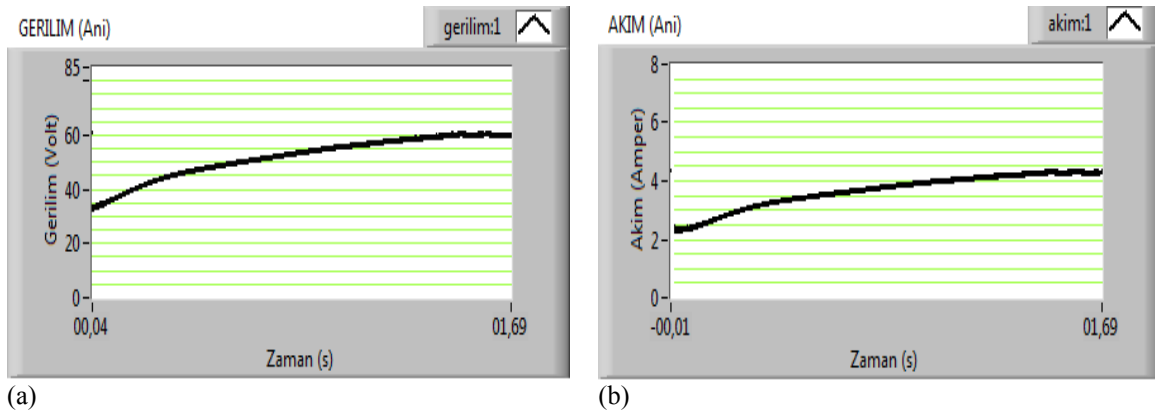 GERILIM (Ani)
gerilim:1
85
60
40
20
0
Gerilim (Volt)
00,04
01,69
Zaman (s)
(a)
AKIM (Ani)
akim:1
8
6
4
2
0
Akim (Amper)
-00,01
01,69
Zaman (s)
(b)